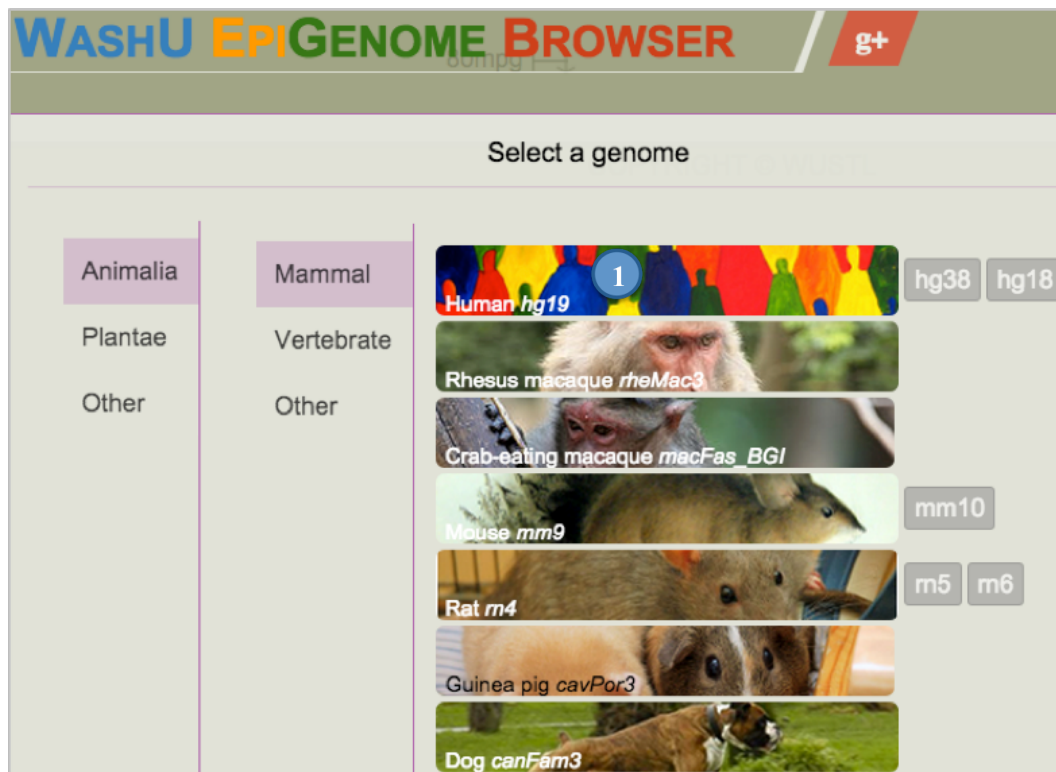 WASHU EPIGENOME BROWSER g+
80mpg
Select a genome
Animalia
Plantae
Other
Mammal
Vertebrate
Other
1
Human hg19
hg38 hg18
Rhesus macaque rheMac3
Crab-eating macaque macFas_BGI
Mouse mm9
mm10
Rat rn4
rn5 rn6
Guinea pig cavPor3
Dog canFam3